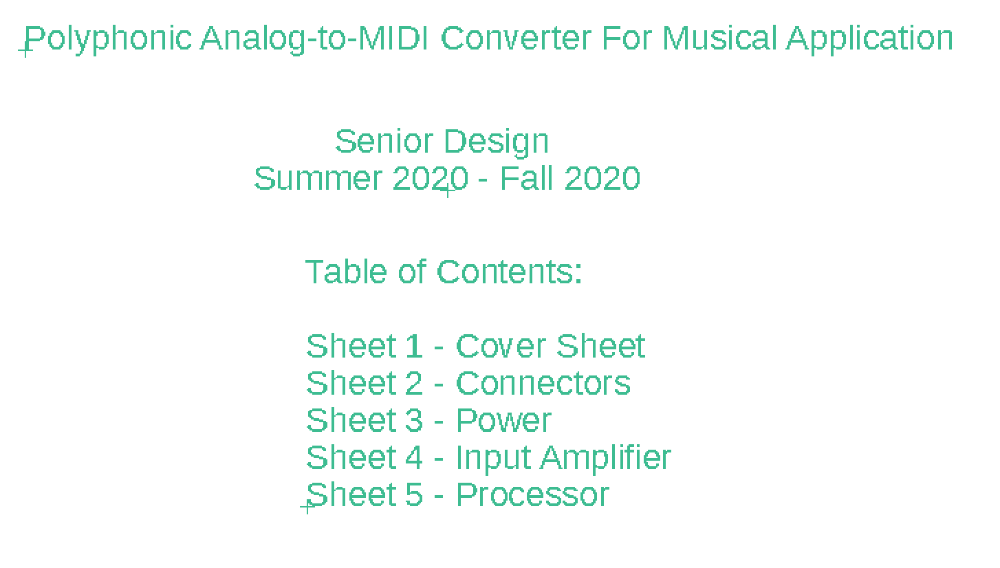 Polyphonic Analog-to-MIDI Converter For Musical Application
Senior Design
Summer 2020 - Fall 2020
Table of Contents:
Sheet 1 - Cover Sheet
Sheet 2 - Connectors
Sheet 3 - Power
Sheet 4 - Input Amplifier
Sheet 5 - Processor